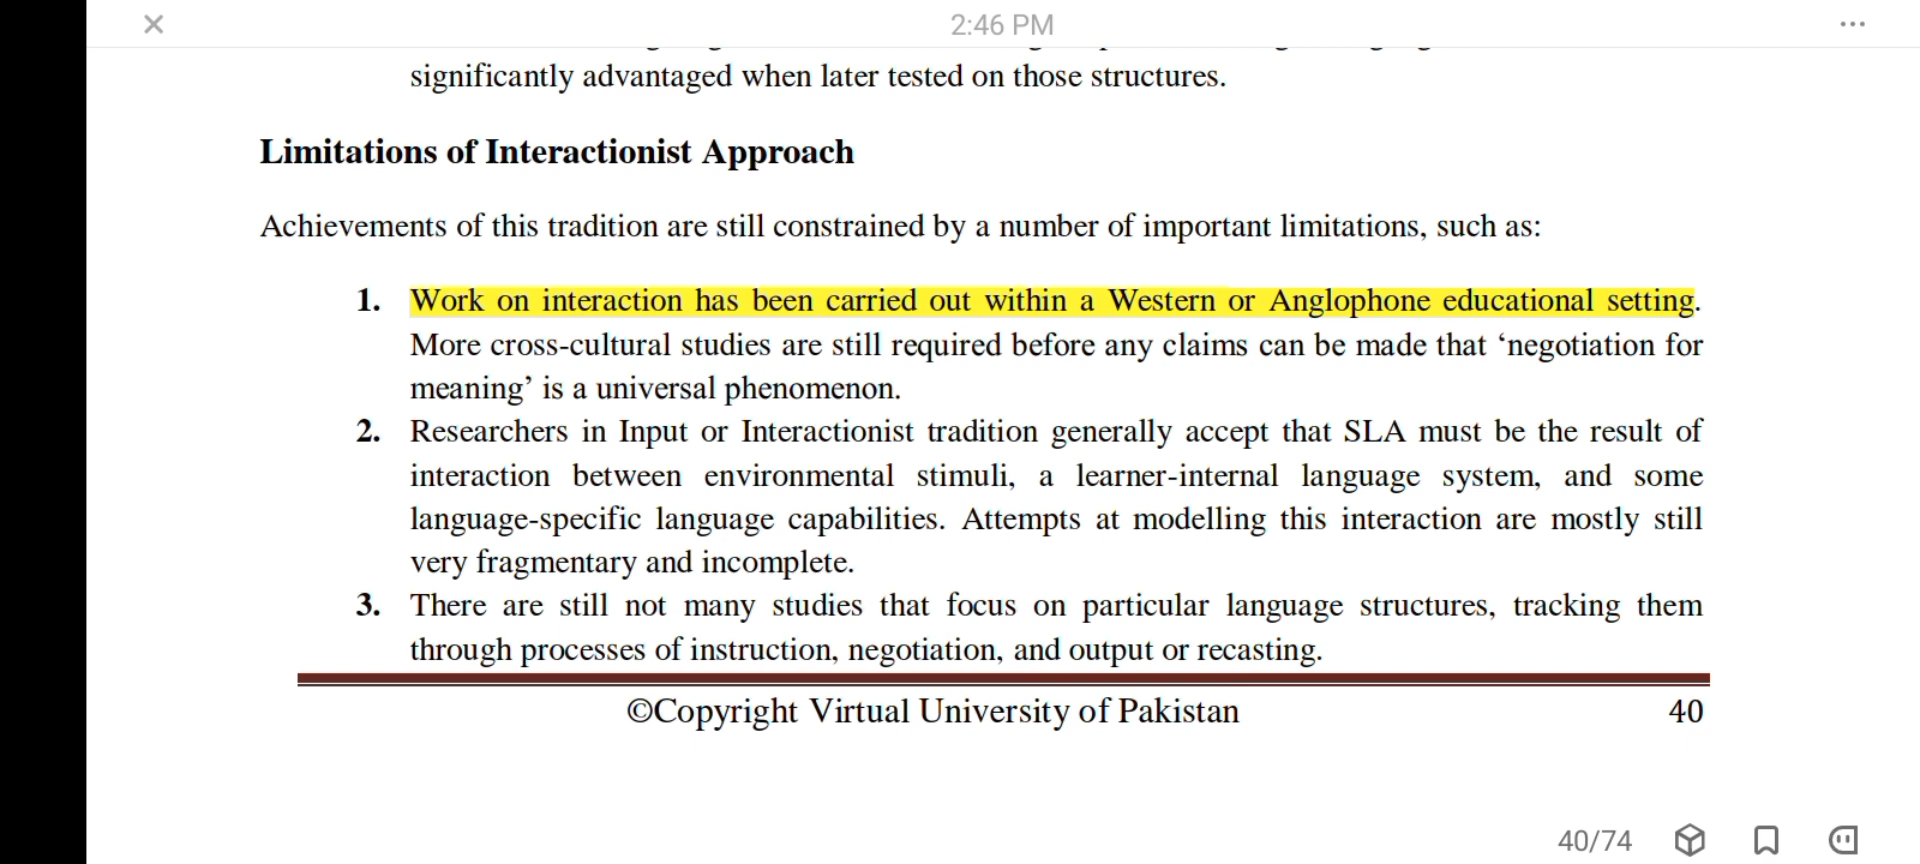 2:46 PM
significantly advantaged when later tested on those structures.
Limitations of Interactionist Approach
Achievements of this tradition are still constrained by a number of important limitations, such as:
1. Work on interaction has been carried out within a Western or Anglophone educational setting.
More cross-cultural studies are still required before any claims can be made that ‘negotiation for
meaning’ is a universal phenomenon.
2. Researchers in Input or Interactionist tradition generally accept that SLA must be the result of
interaction between environmental stimuli, a learner-internal language system, and some
language-specific language capabilities. Attempts at modelling this interaction are mostly still
very fragmentary and incomplete.
3. There are still not many studies that focus on particular language structures, tracking them
through processes of instruction, negotiation, and output or recasting.
©Copyright Virtual University of Pakistan 40
40/74